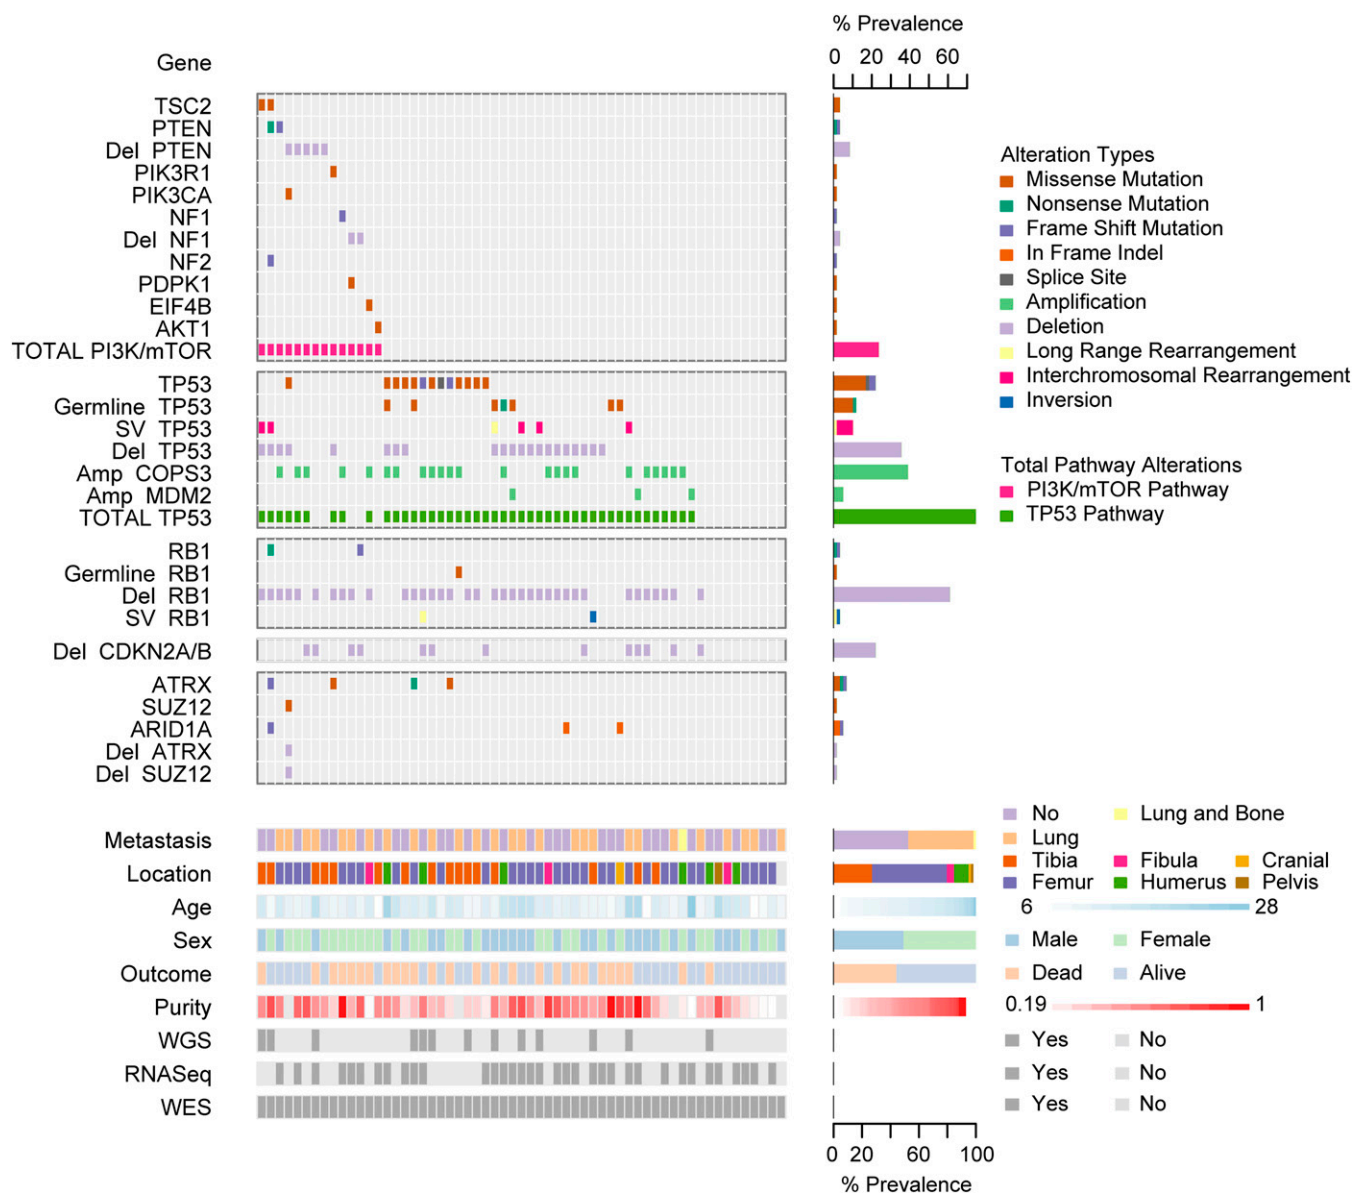 % Prevalence
Gene
0 20 40 60
TSC2
PTEN
Del PTEN
PIK3R1
PIK3CA
NF1
Del NF1
NF2
PDPK1
EIF4B
AKT1
TOTAL PI3K/mTOR
TP53
Germline TP53
SV TP53
Del TP53
Amp COPS3
Amp MDM2
TOTAL TP53
RB1
Germline RB1
Del RB1
SV RB1
Del CDKN2A/B
ATRX
SUZ12
ARID1A
Del ATRX
Del SUZ12
Alteration Types
Missense Mutation
Nonsense Mutation
Frame Shift Mutation
In Frame Indel
Splice Site
Amplification
Deletion
Long Range Rearrangement
Interchromosomal Rearrangement
Inversion
Total Pathway Alterations
PI3K/mTOR Pathway
TP53 Pathway
Metastasis
Location
Age
Sex
Outcome
Purity
WGS
RNASeq
WES
No Lung and Bone
Lung
Tibia Fibula Cranial
Femur Humerus Pelvis
6 28
Male Female
Dead Alive
0.19 1
Yes No
Yes No
Yes No
0 20 60 100
% Prevalence